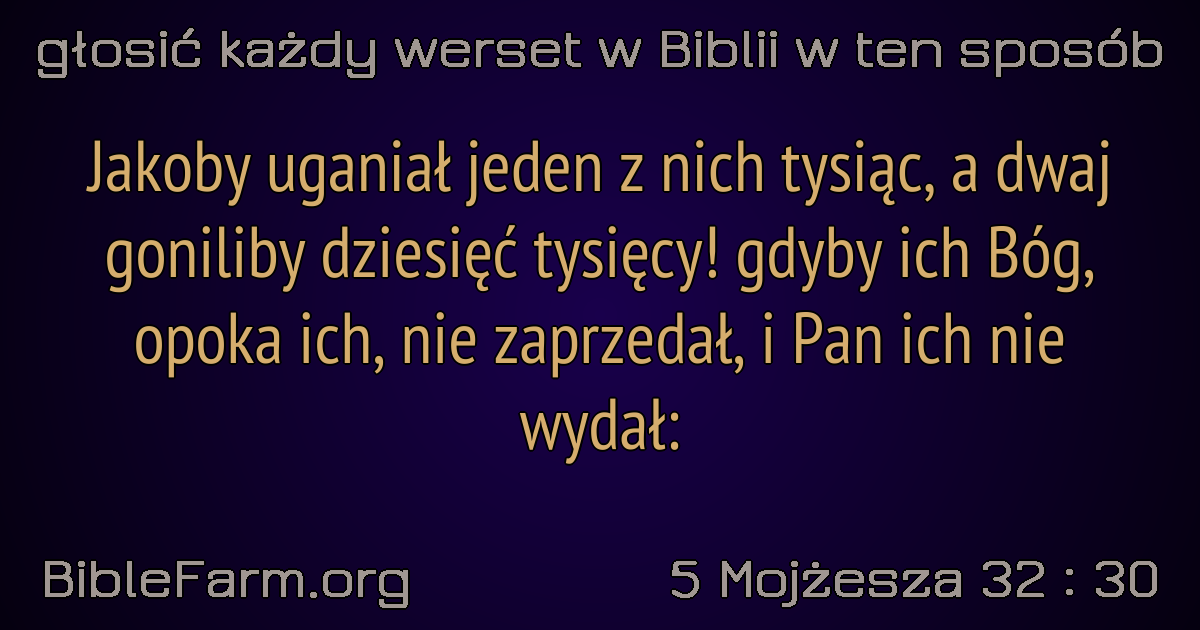 głosić każdy werset w Biblii w ten sposób
Jakoby uganiał jeden z nich tysiąc, a dwaj
goniliby dziesięć tysięcy! gdyby ich Bóg,
opoka ich, nie zaprzedał, i Pan ich nie
wydał:
BibleFarm.org
5 Mojżesza 32 : 30